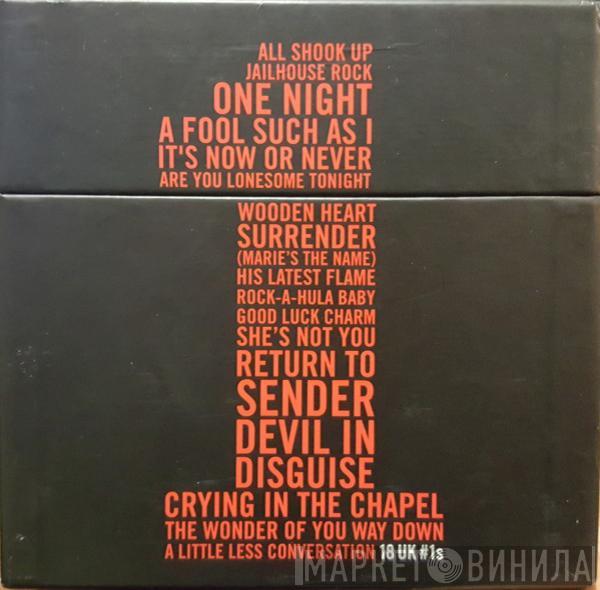 ALL SHOOK UP
JAILHOUSE ROCK
ONE NIGHT
A FOOL SUCH AS I
IT'S NOW OR NEVER
ARE YOU LONESOME TONIGHT
WOODEN HEART
SURRENDER
(MARIE'S THE NAME)
HIS LATEST FLAME
ROCK-A-HULA BABY
GOOD LUCK CHARM
SHE'S NOT YOU
RETURN TO
SENDER
DEVIL IN
DISGUISE
CRYING IN THE CHAPEL
THE WONDER OF YOU WAY DOWN
A LITTLE LESS CONVERSATION 18 UK #1s
МАРКЕТ ВИНИЛА